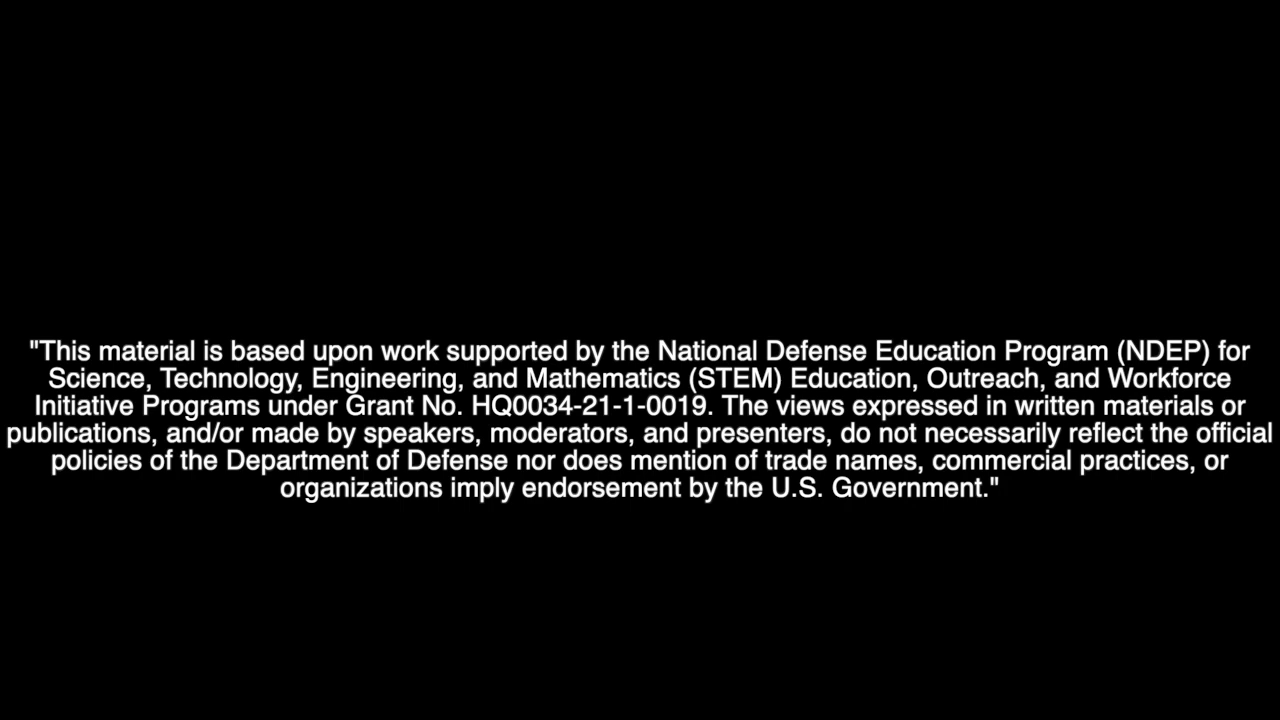 "This material is based upon work supported by the National Defense Education Program (NDEP) for
Science, Technology, Engineering, and Mathematics (STEM) Education, Outreach, and Workforce
Initiative Programs under Grant No. HQ0034-21-1-0019. The views expressed in written materials or
publications, and/or made by speakers, moderators, and presenters, do not necessarily reflect the official
policies of the Department of Defense nor does mention of trade names, commercial practices, or
organizations imply endorsement by the U.S. Government."